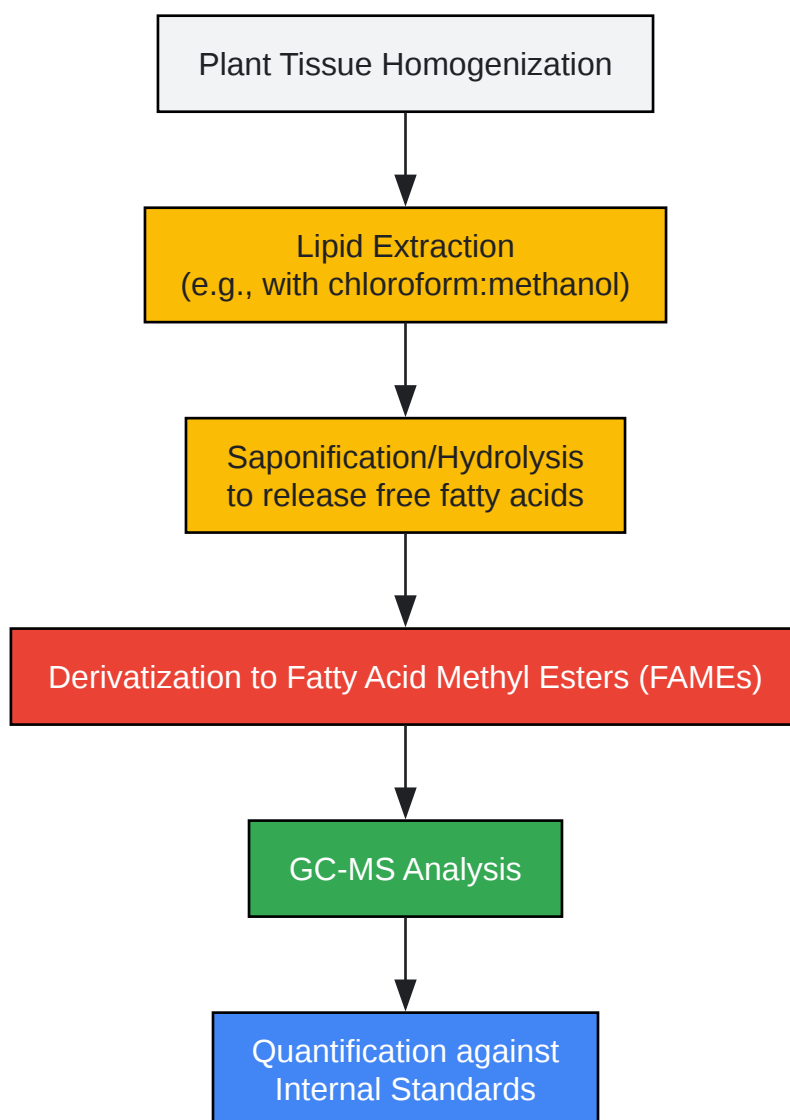 Plant Tissue Homogenization
Lipid Extraction
(e.g., with chloroform:methanol)
Saponification/Hydrolysis
to release free fatty acids
Derivatization to Fatty Acid Methyl Esters (FAMEs)
GC-MS Analysis
Quantification against
Internal Standards